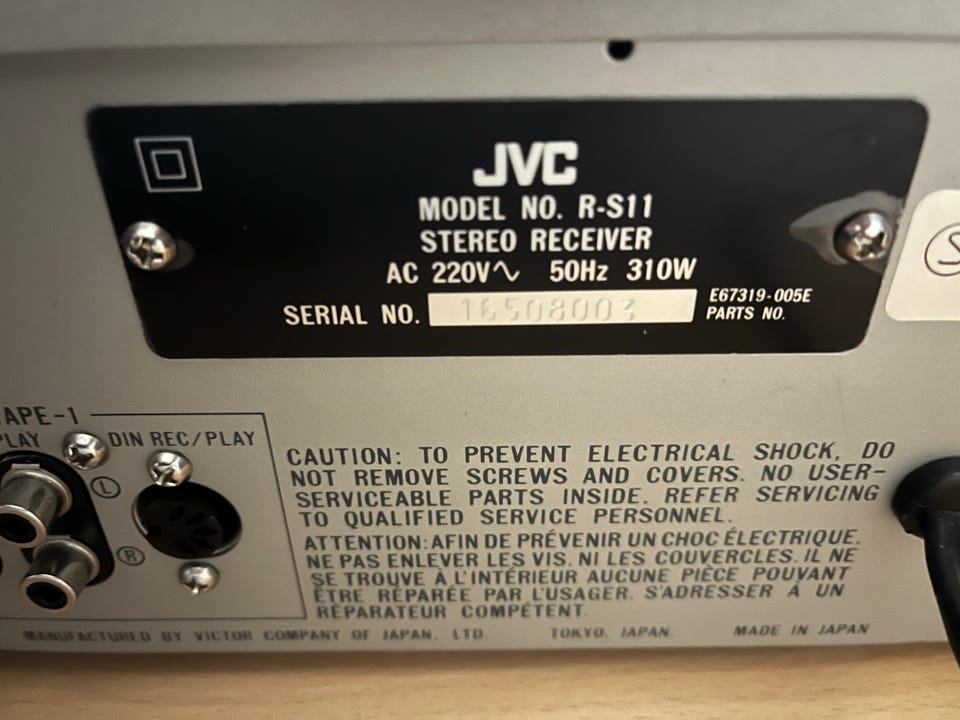 JVC
MODEL NO. R-S11
STEREO RECEIVER
AC 220V∿ 50Hz 310W
SERIAL NO. 16508003
E67319-005E
PARTS NO.
S
APE-1
PLAY
DIN REC/PLAY
L
R
CAUTION: TO PREVENT ELECTRICAL SHOCK, DO
NOT REMOVE SCREWS AND COVERS. NO USER-
SERVICEABLE PARTS INSIDE. REFER SERVICING
TO QUALIFIED SERVICE PERSONNEL.
ATTENTION: AFIN DE PRÉVENIR UN CHOC ÉLECTRIQUE.
NE PAS ENLEVER LES VIS. NI LES COUVERCLES. IL NE
SE TROUVE À L'INTÉRIEUR AUCUNE PIÈCE POUVANT
ÊTRE RÉPARÉE PAR L'USAGER. S'ADRESSER À UN
RÉPARATEUR COMPÉTENT.
MANUFACTURED BY VICTOR COMPANY OF JAPAN, LTD. TOKYO, JAPAN. MADE IN JAPAN